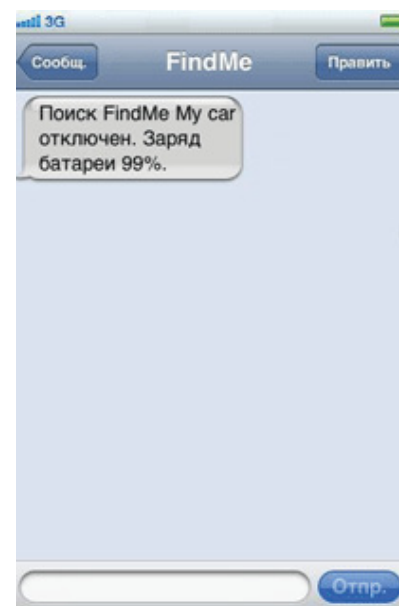 3G
Сообщ.
FindMe
Править
Поиск FindMe My car
отключен. Заряд
батареи 99%.
Отпр.